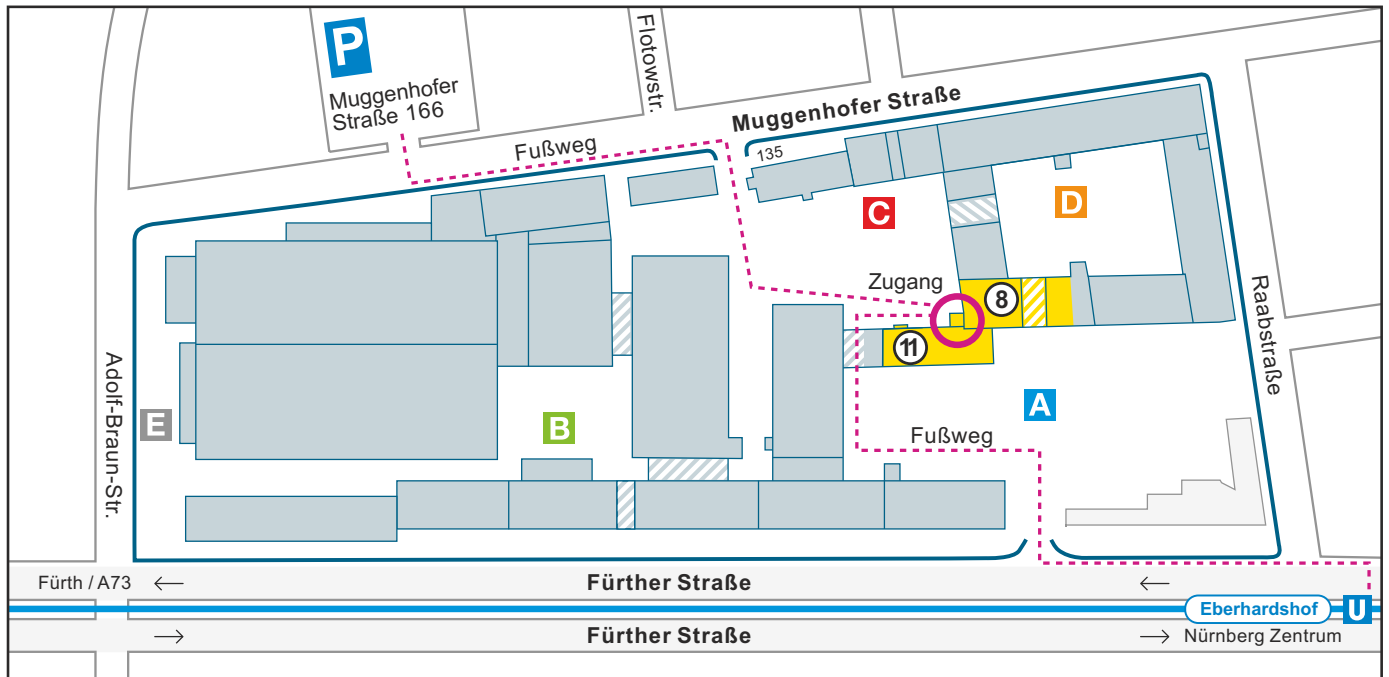 P
Muggenhofer
Straße 166
Flotowstr.
Muggenhofer Straße
Fußweg
135
C
D
Zugang
8
11
Raabstraße
Adolf-Braun-Str.
E
B
A
Fußweg
Fürth / A73
Fürther Straße
Eberhardshof
U
Fürther Straße
Nürnberg Zentrum